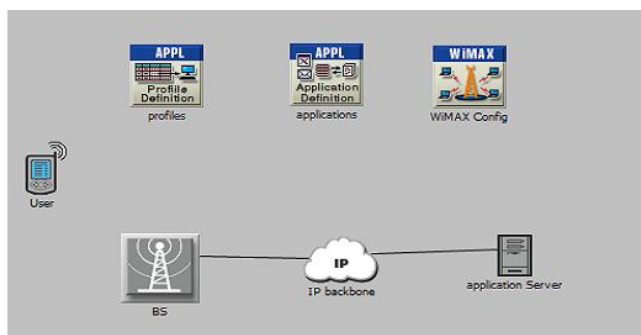 APPL
Profile
Definition
profiles
APPL
Application
Definition
applications
WiMAX
WiMAX Config
User
BS
IP
IP backbone
application Server